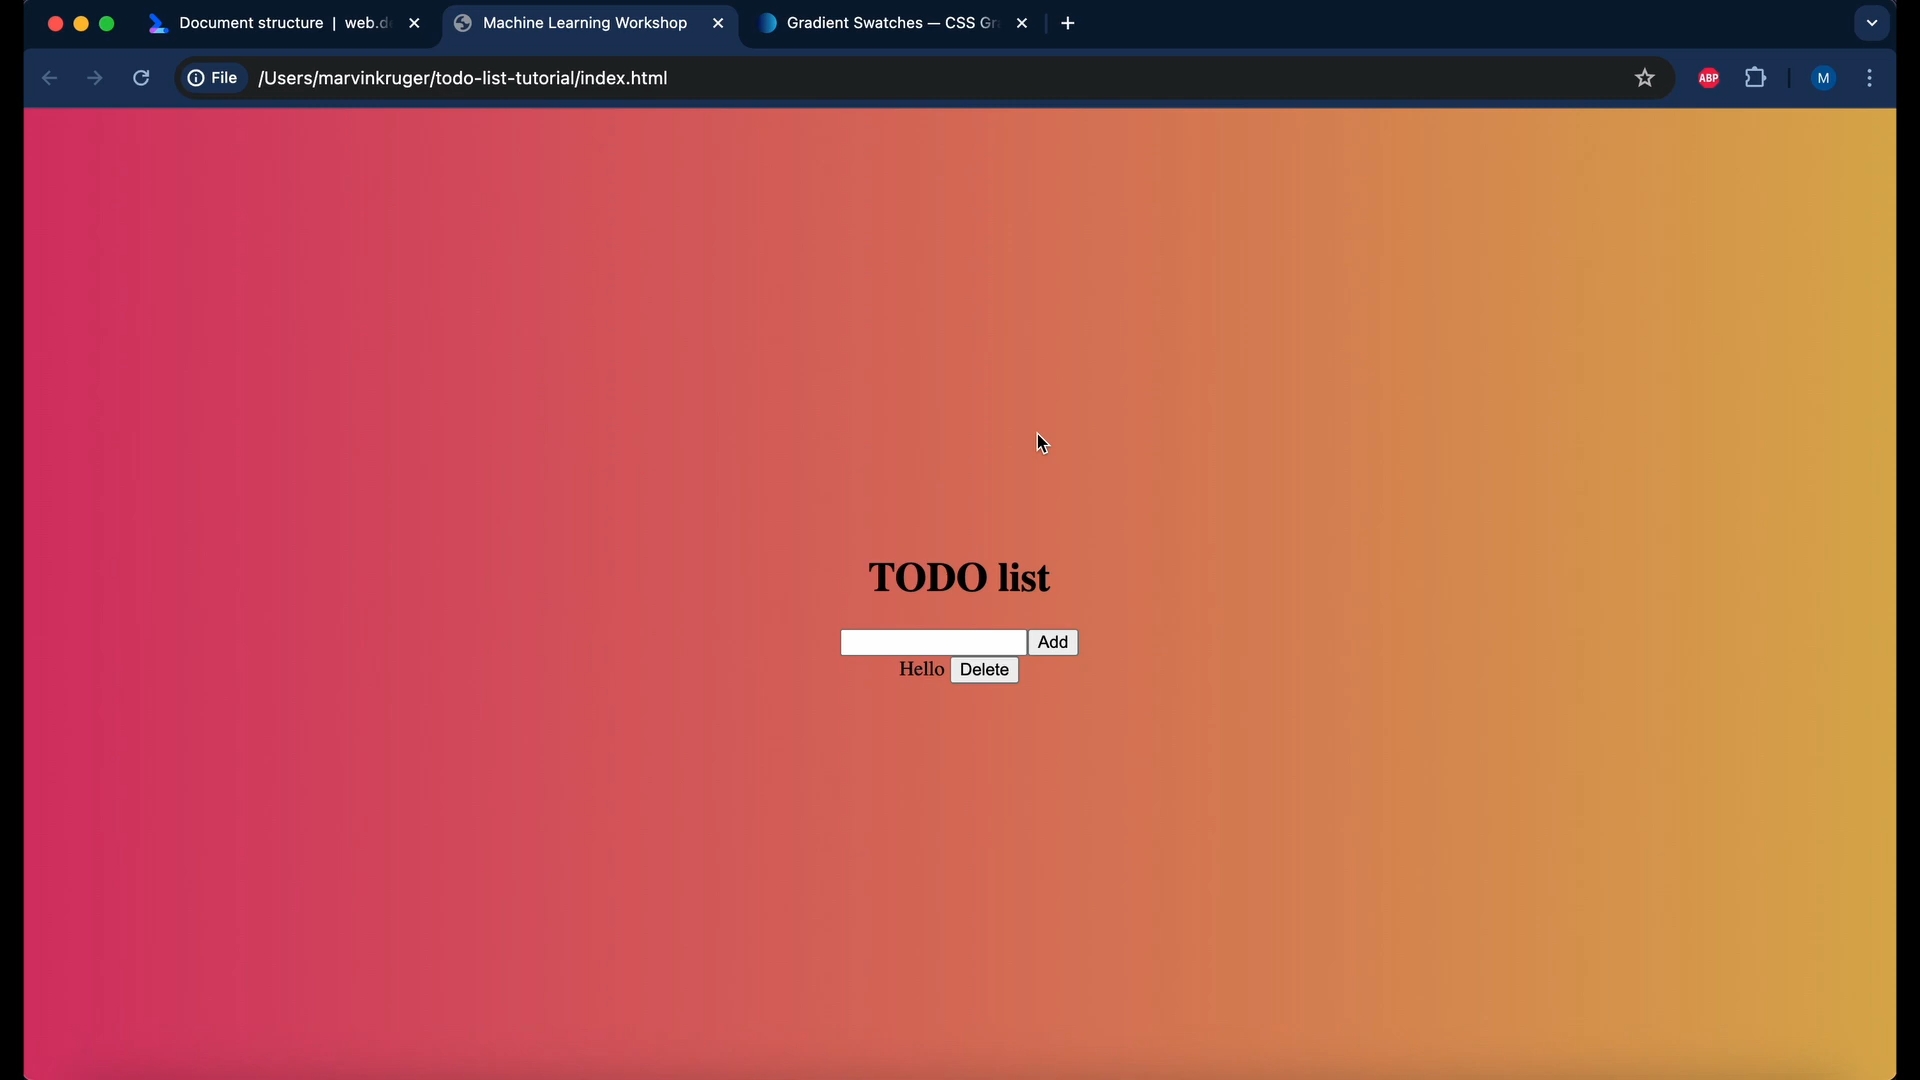 Document structure | web.d
Machine Learning Workshop
Gradient Swatches — CSS Gr
File
/Users/marvinkruger/todo-list-tutorial/index.html
ABP
M
TODO list
Add
Hello
Delete